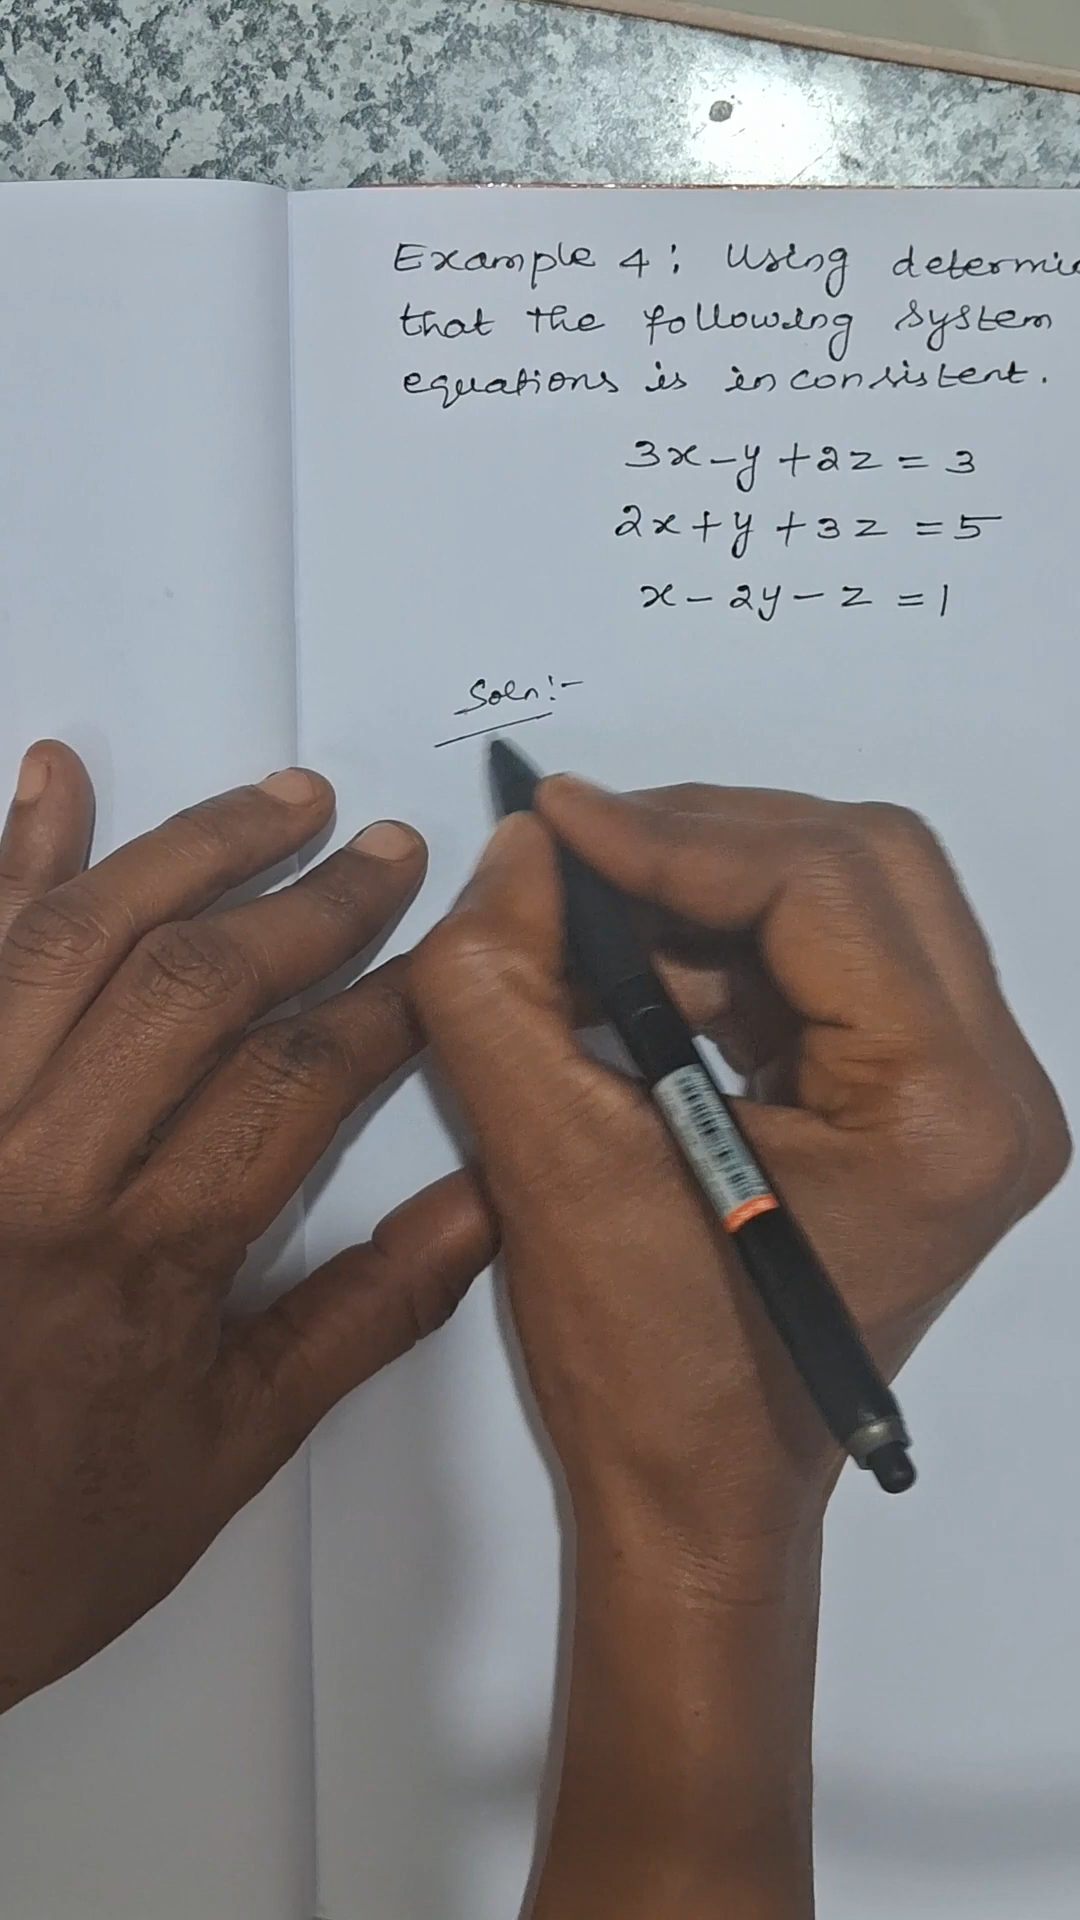 Example 4: Using
that the following system
equations is inconsistent.
3x-y+2z = 3
2x+y+3z = 5
x-2y-z = 1
Soln:-